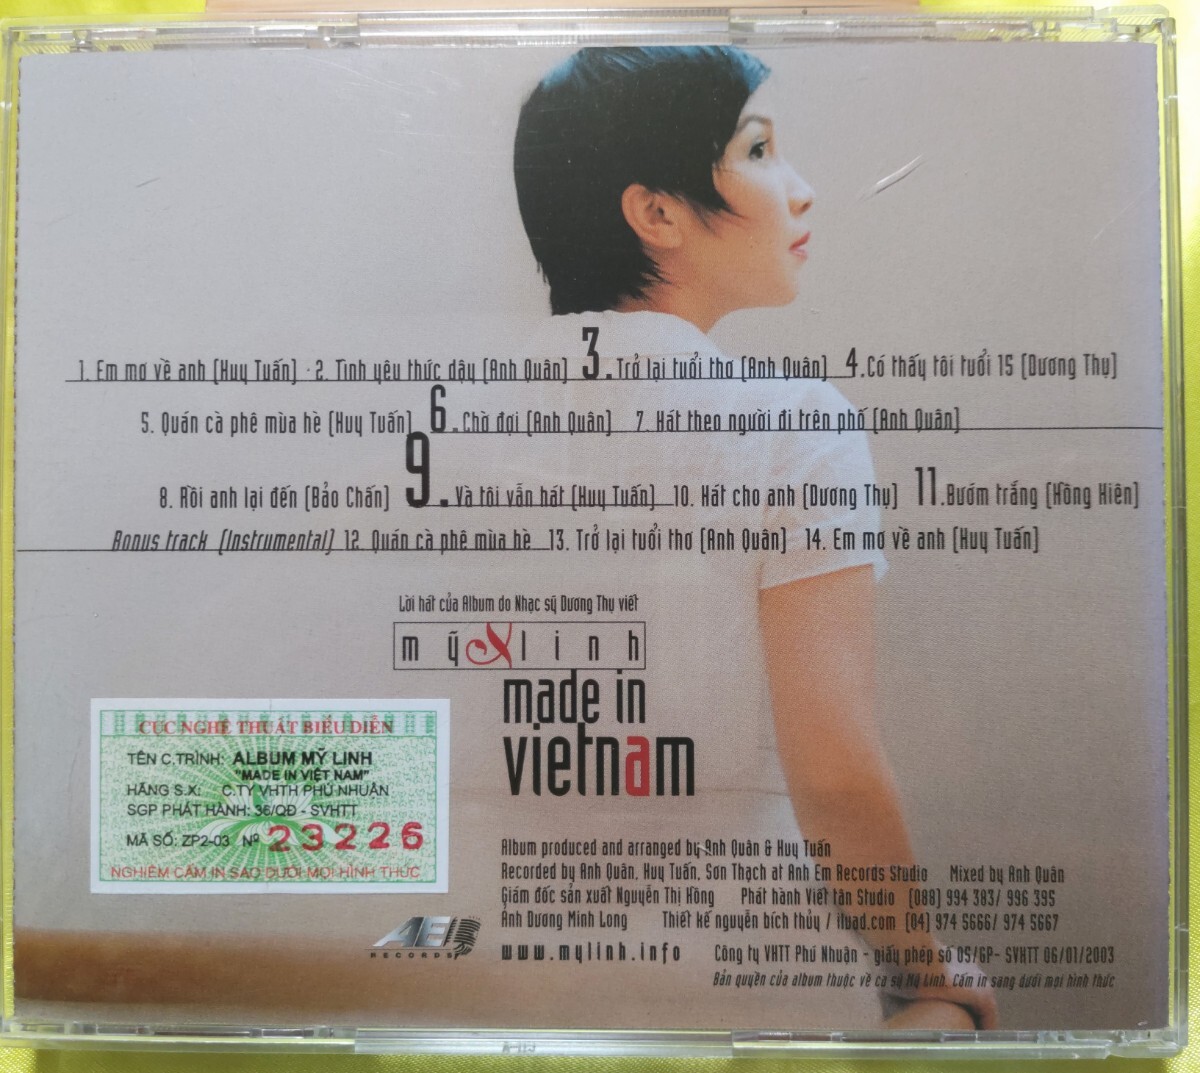 1. Em mơ về anh (Huy Tuấn) · 2. Tình yêu thức dậy (Anh Quân) 3. Trở lại tuổi thơ (Anh Quân) 4. Có thấy tôi tuổi 15 (Dương Thụ)
5. Quán cà phê mùa hè (Huy Tuấn) 6. Chờ đợi (Anh Quân) 7. Hát theo người đi trên phố (Anh Quân)
8. Rồi anh lại đến (Bảo Chấn) 9. Và tôi vẫn hát (Huy Tuấn) 10. Hát cho anh (Dương Thụ) 11. Bướm trắng (Hồng Kiên)
Bonus track (Instrumental) 12. Quán cà phê mùa hè 13. Trở lại tuổi thơ (Anh Quân) 14. Em mơ về anh (Huy Tuấn)
Lời hát của Album do Nhạc sỹ Dương Thụ viết
mỹ linh
made in
vietnam
CỤC NGHỆ THUẬT BIỂU DIỄN
TÊN C.TRÌNH: ALBUM MỸ LINH
"MADE IN VIỆT NAM"
HÃNG S.X: C.TY VHTH PHÚ NHUẬN
SGP PHÁT HÀNH: 36/QĐ - SVHTT
MÃ SỐ: ZP2-03 Nº 23226
NGHIÊM CẤM IN SAO DƯỚI MỌI HÌNH THỨC
Album produced and arranged by Anh Quân & Huy Tuấn
Recorded by Anh Quân, Huy Tuấn, Sơn Thạch at Anh Em Records Studio Mixed by Anh Quân
Giám đốc sản xuất Nguyễn Thị Hồng Phát hành Viết tân Studio (088) 994 383/ 996 395
Ảnh Dương Minh Long Thiết kế nguyễn bích thủy / iluad.com (04) 974 5666/ 974 5667
AE RECORDS
www.mylinh.info Công ty VHTT Phú Nhuận - giấy phép số 05/GP- SVHTT 06/01/2003
Bản quyền của album thuộc về ca sỹ Mỹ Linh. Cấm in sang dưới mọi hình thức